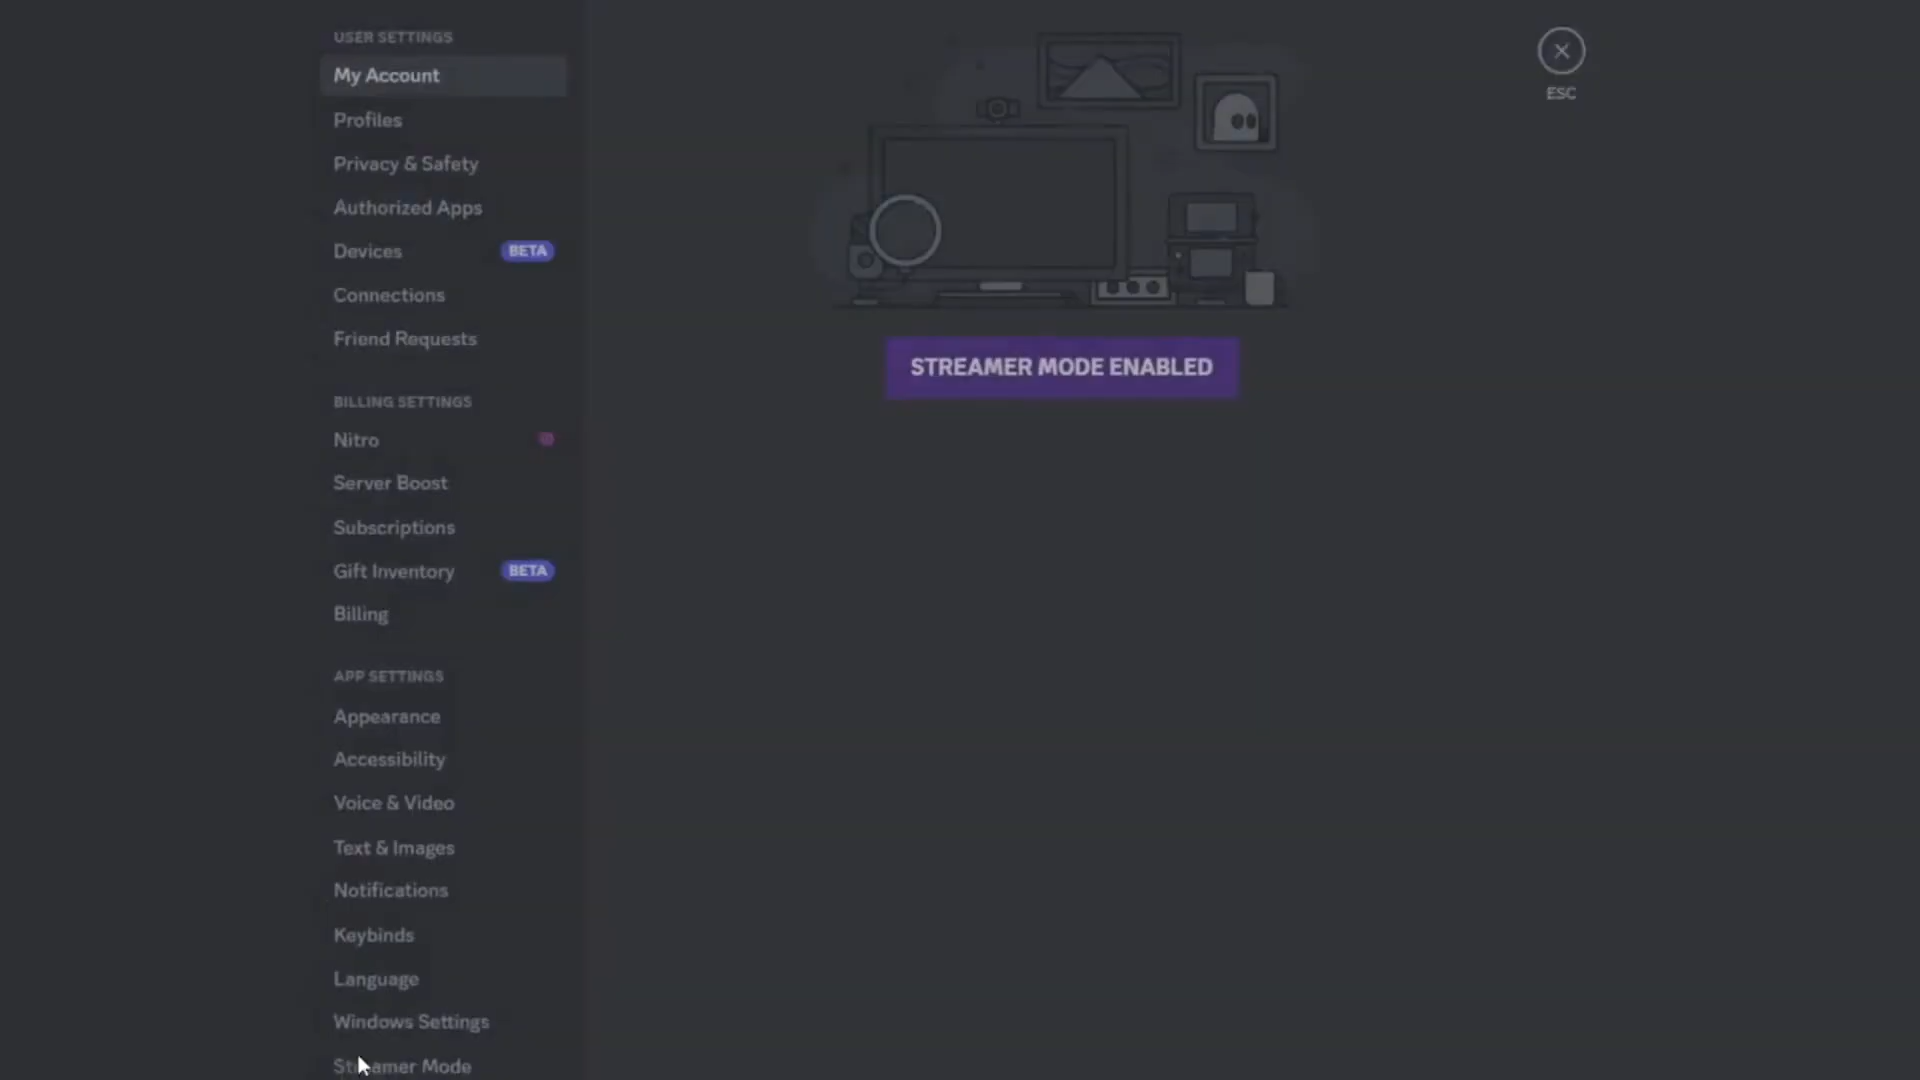 USER SETTINGS
My Account
Profiles
Privacy & Safety
Authorized Apps
Devices BETA
Connections
Friend Requests
BILLING SETTINGS
Nitro
Server Boost
Subscriptions
Gift Inventory BETA
Billing
APP SETTINGS
Appearance
Accessibility
Voice & Video
Text & Images
Notifications
Keybinds
Language
Windows Settings
Streamer Mode
STREAMER MODE ENABLED
ESC